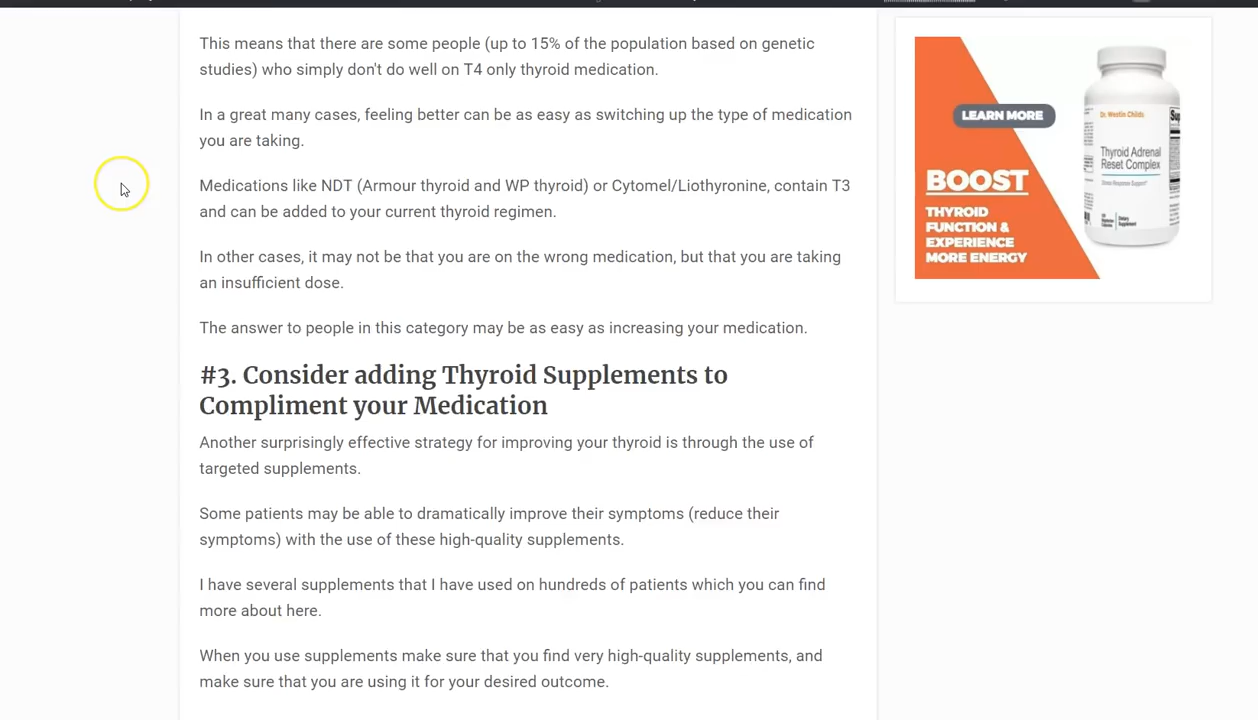 This means that there are some people (up to 15% of the population based on genetic
studies) who simply don't do well on T4 only thyroid medication.
In a great many cases, feeling better can be as easy as switching up the type of medication
you are taking.
Medications like NDT (Armour thyroid and WP thyroid) or Cytomel/Liothyronine, contain T3
and can be added to your current thyroid regimen.
In other cases, it may not be that you are on the wrong medication, but that you are taking
an insufficient dose.
The answer to people in this category may be as easy as increasing your medication.
#3. Consider adding Thyroid Supplements to
Compliment your Medication
Another surprisingly effective strategy for improving your thyroid is through the use of
targeted supplements.
Some patients may be able to dramatically improve their symptoms (reduce their
symptoms) with the use of these high-quality supplements.
I have several supplements that I have used on hundreds of patients which you can find
more about here.
When you use supplements make sure that you find very high-quality supplements, and
make sure that you are using it for your desired outcome.
LEARN MORE
BOOST
THYROID
FUNCTION &
EXPERIENCE
MORE ENERGY
Dr. Westin Childs
Thyroid Adrenal
Reset Complex
Stress Response Support*
Dietary
Supplement